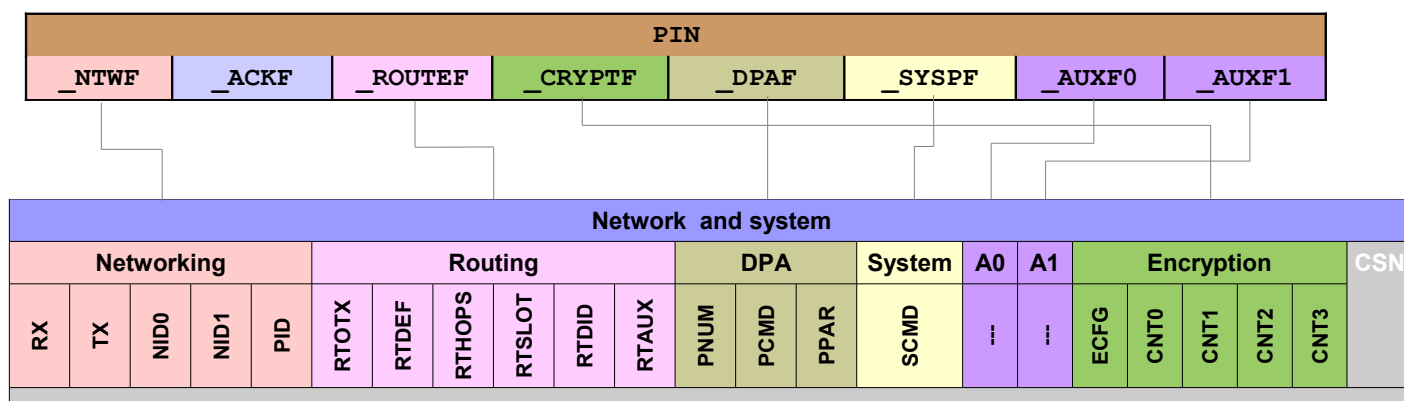 PIN
_NTWF _ACKF _ROUTEF _CRYPTF _DPAF _SYSPF _AUXF0 _AUXF1
Network and system
Networking Routing DPA System A0 A1 Encryption CSN
RX TX NID0 NID1 PID RTOTX RTDEF RTHOPS RTSLOT RTDID RTAUX PNUM PCMD PPAR SCMD --- --- ECFG CNT0 CNT1 CNT2 CNT3